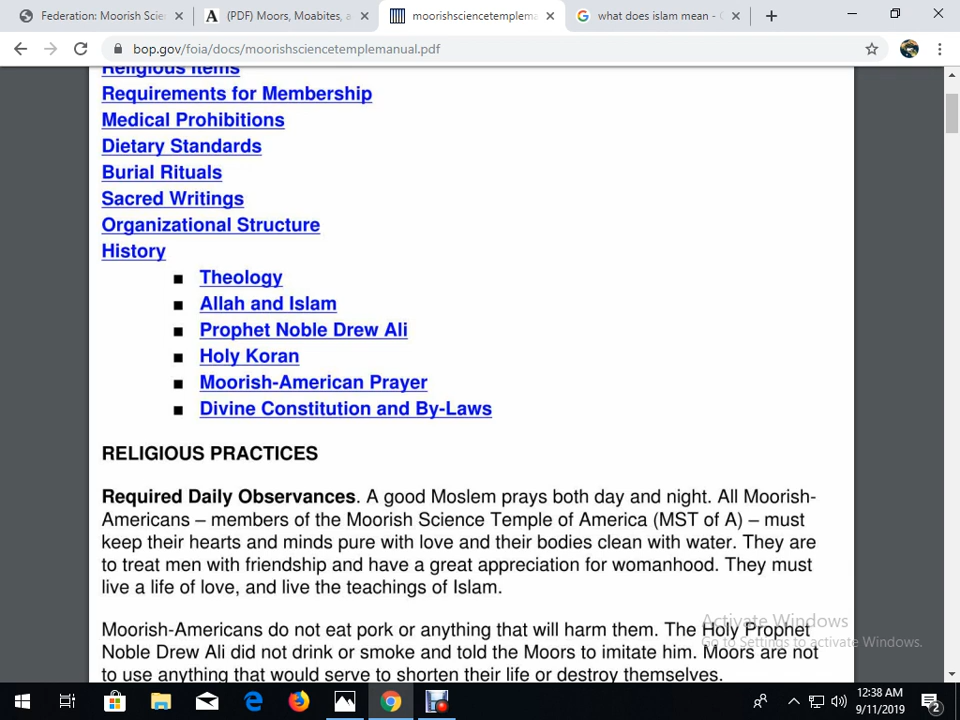 Federation: Moorish Scie
(PDF) Moors, Moabites, a
moorishsciencetemplema
what does islam mean - G
bop.gov/foia/docs/moorishsciencetemplemanual.pdf
Religious Items
Requirements for Membership
Medical Prohibitions
Dietary Standards
Burial Rituals
Sacred Writings
Organizational Structure
History
Theology
Allah and Islam
Prophet Noble Drew Ali
Holy Koran
Moorish-American Prayer
Divine Constitution and By-Laws
RELIGIOUS PRACTICES
Required Daily Observances. A good Moslem prays both day and night. All Moorish-
Americans – members of the Moorish Science Temple of America (MST of A) – must
keep their hearts and minds pure with love and their bodies clean with water. They are
to treat men with friendship and have a great appreciation for womanhood. They must
live a life of love, and live the teachings of Islam.
Moorish-Americans do not eat pork or anything that will harm them. The Holy Prophet
Noble Drew Ali did not drink or smoke and told the Moors to imitate him. Moors are not
to use anything that would serve to shorten their life or destroy themselves.
Activate Windows
Go to Settings to activate Windows.
12:38 AM
9/11/2019
2